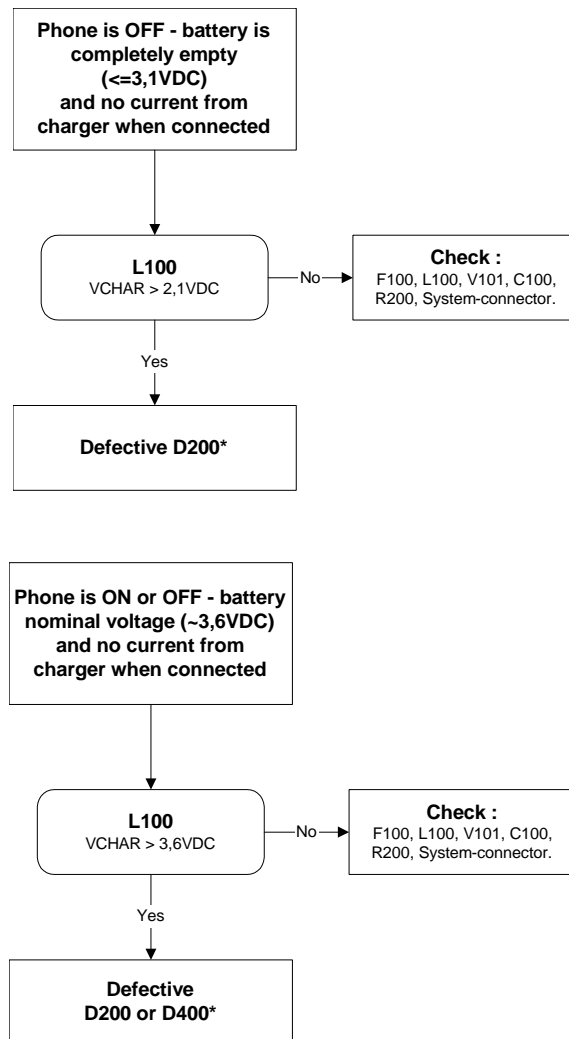 Phone is OFF - battery is
completely empty
(<=3,1VDC)
and no current from
charger when connected
L100
VCHAR > 2,1VDC
No
Check :
F100, L100, V101, C100,
R200, System-connector.
Yes
Defective D200*
Phone is ON or OFF - battery
nominal voltage (~3,6VDC)
and no current from
charger when connected
L100
VCHAR > 3,6VDC
No
Check :
F100, L100, V101, C100,
R200, System-connector.
Yes
Defective
D200 or D400*